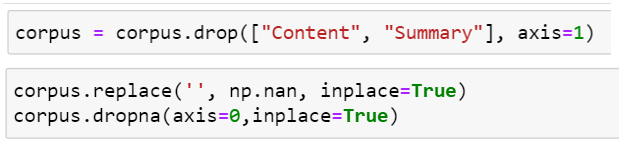 corpus = corpus.drop(["Content", "Summary"], axis=1)
corpus.replace('', np.nan, inplace=True)
corpus.dropna(axis=0,inplace=True)